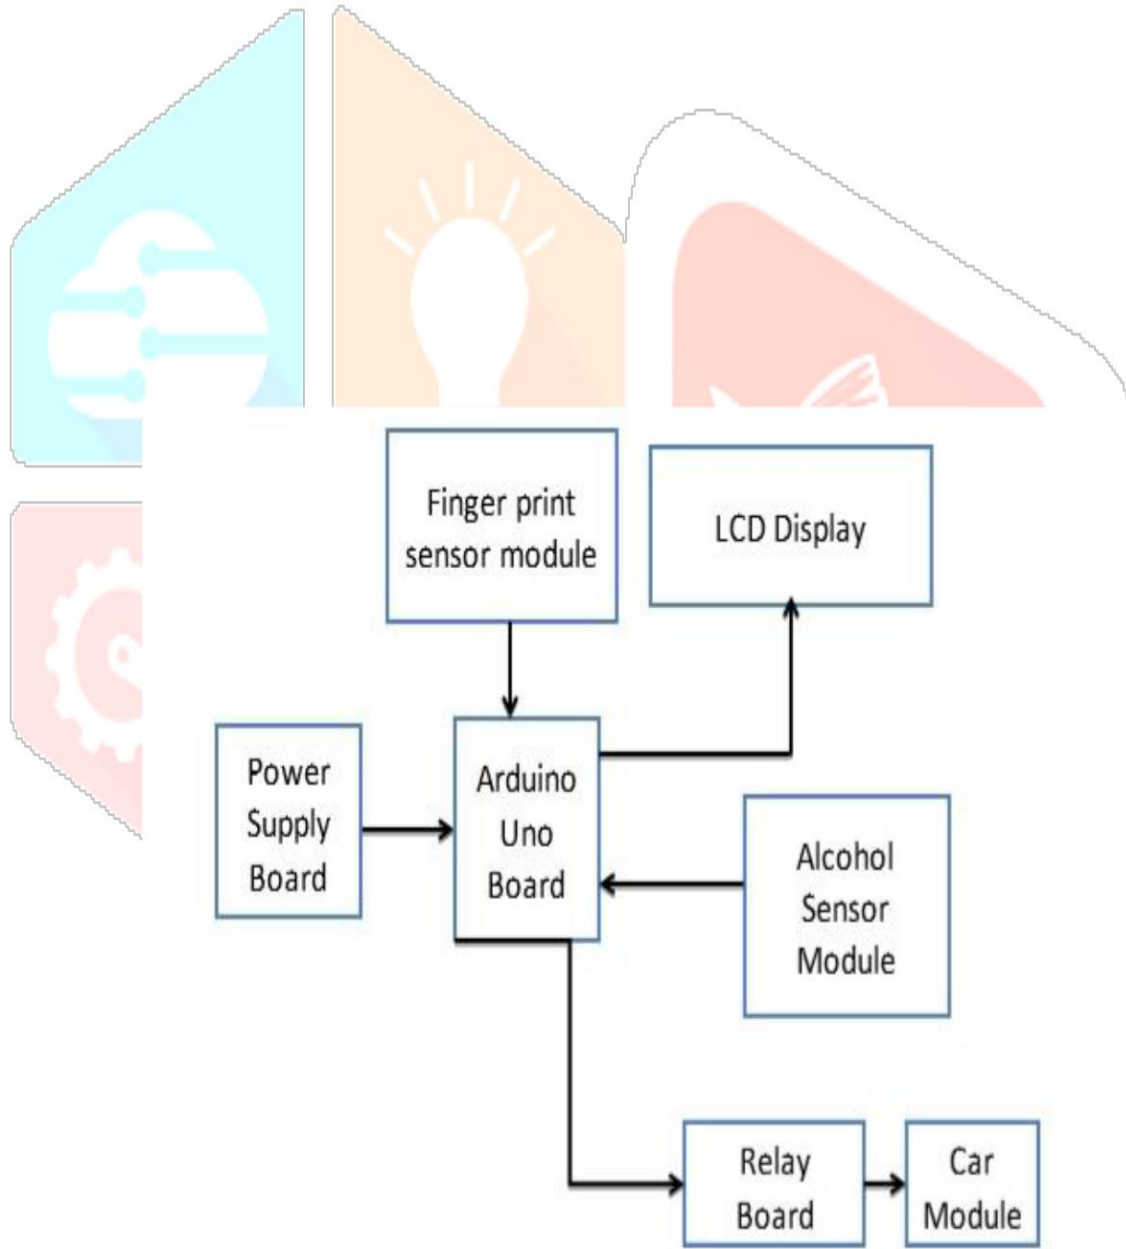 Finger print
sensor module
LCD Display
Power
Supply
Board
Arduino
Uno
Board
Alcohol
Sensor
Module
Relay
Board
Car
Module